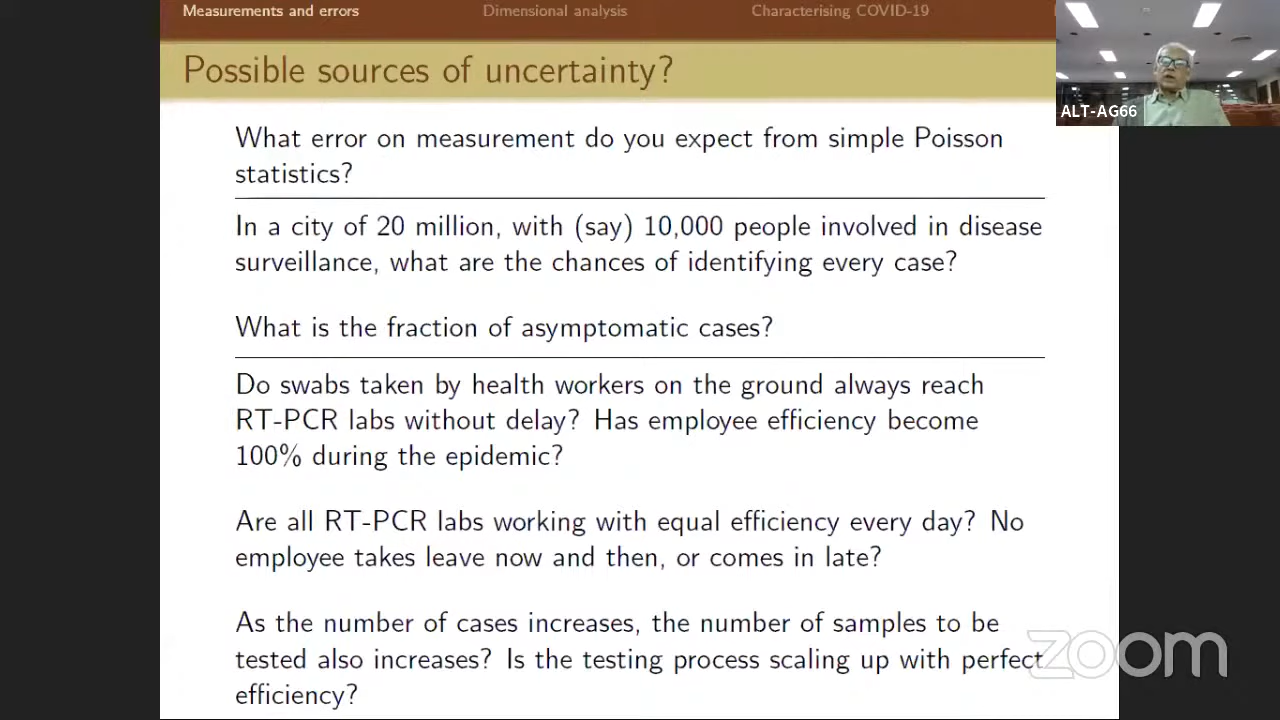 Measurements and errors
Dimensional analysis
Characterising COVID-19
Possible sources of uncertainty?
ALT-AG66
What error on measurement do you expect from simple Poisson
statistics?
In a city of 20 million, with (say) 10,000 people involved in disease
surveillance, what are the chances of identifying every case?
What is the fraction of asymptomatic cases?
Do swabs taken by health workers on the ground always reach
RT-PCR labs without delay? Has employee efficiency become
100% during the epidemic?
Are all RT-PCR labs working with equal efficiency every day? No
employee takes leave now and then, or comes in late?
As the number of cases increases, the number of samples to be
tested also increases? Is the testing process scaling up with perfect
efficiency?
zoom